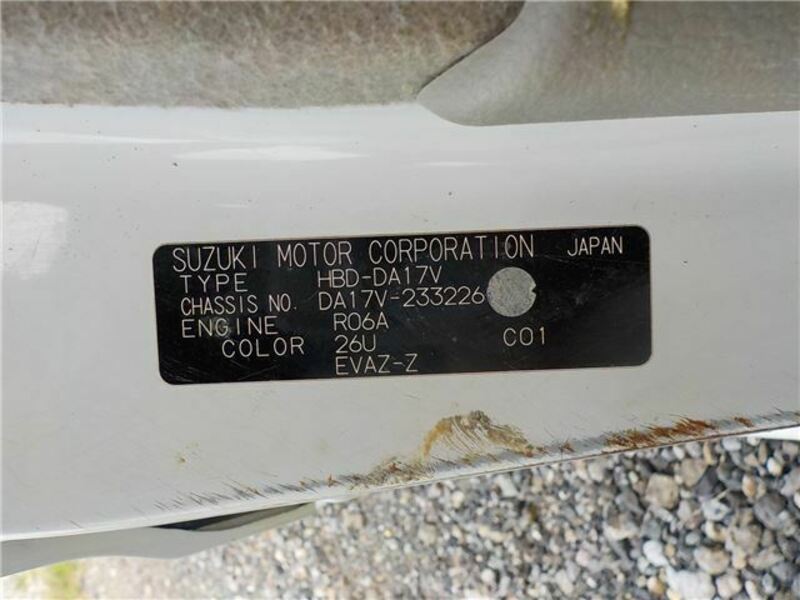 SUZUKI MOTOR CORPORATION JAPAN
TYPE HBD-DA17V
CHASSIS NO. DA17V-233226
ENGINE R06A
COLOR 26U C01
EVAZ-Z